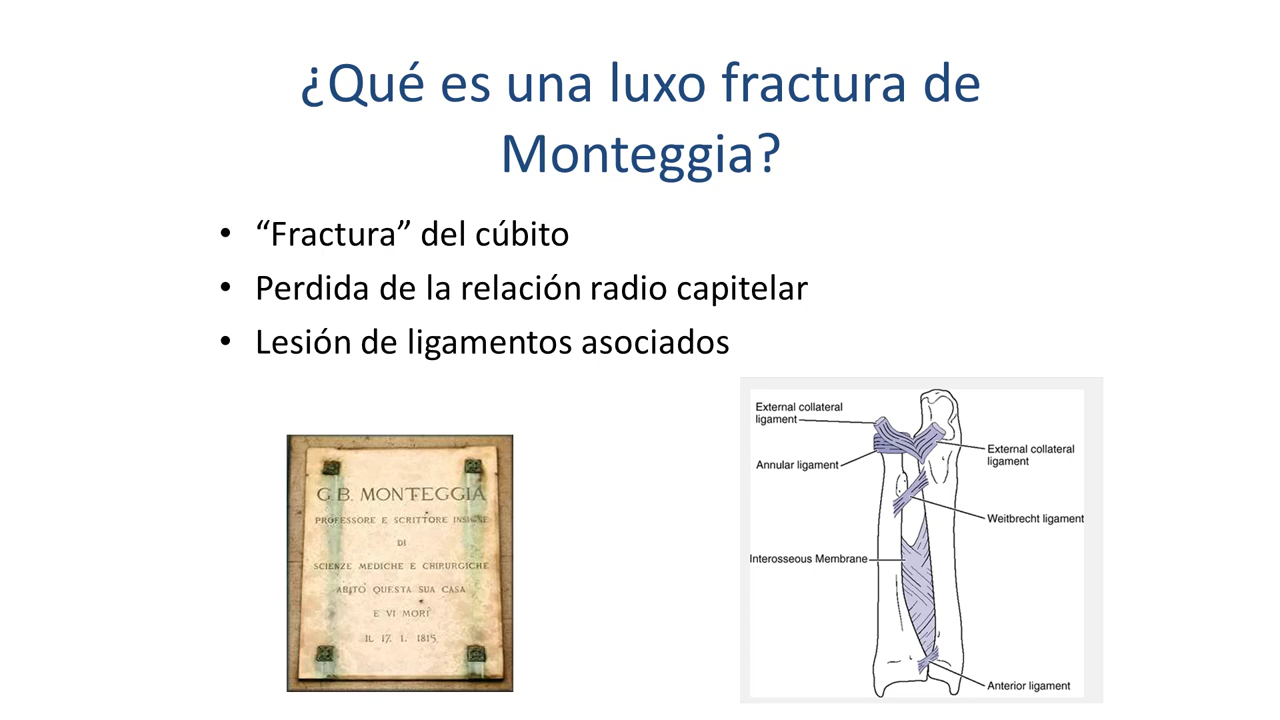 ¿Qué es una luxo fractura de
Monteggia?
• “Fractura” del cúbito
• Perdida de la relación radio capitelar
• Lesión de ligamentos asociados
G. B. MONTEGGIA
PROFESSORE E SCRITTORE INSIGNE
DI
SCIENZE MEDICHE E CHIRURGICHE
ABITÒ QUESTA SUA CASA
E VI MORÌ
IL 17. 1. 1815
External collateral
ligament
Annular ligament
External collateral
ligament
Weitbrecht ligament
Interosseous Membrane
Anterior ligament